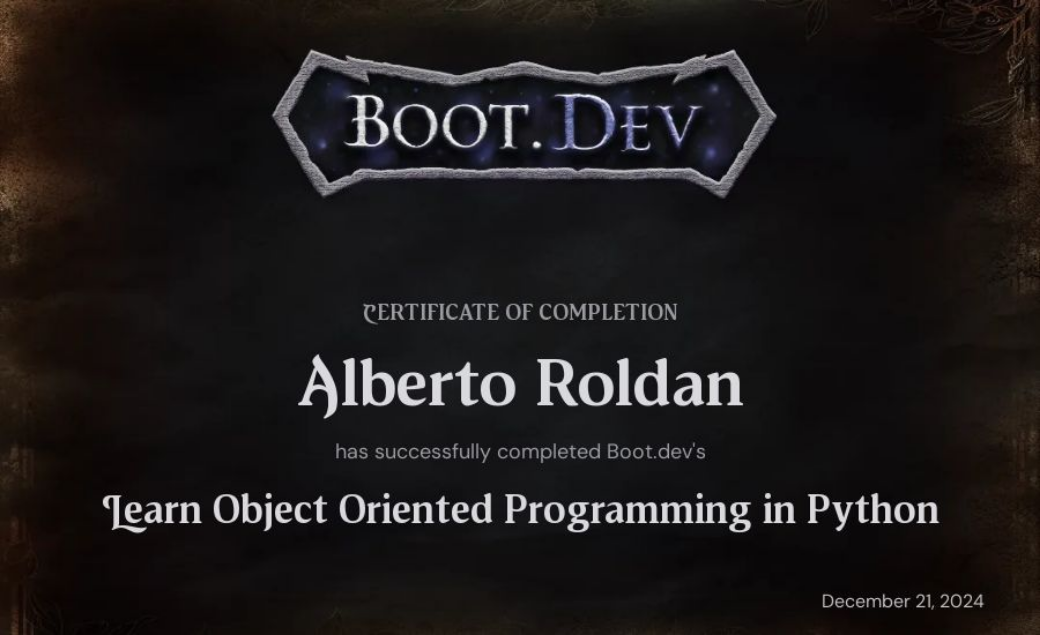 BOOT.DEV
CERTIFICATE OF COMPLETION
Alberto Roldan
has successfully completed Boot.dev's
Learn Object Oriented Programming in Python
December 21, 2024